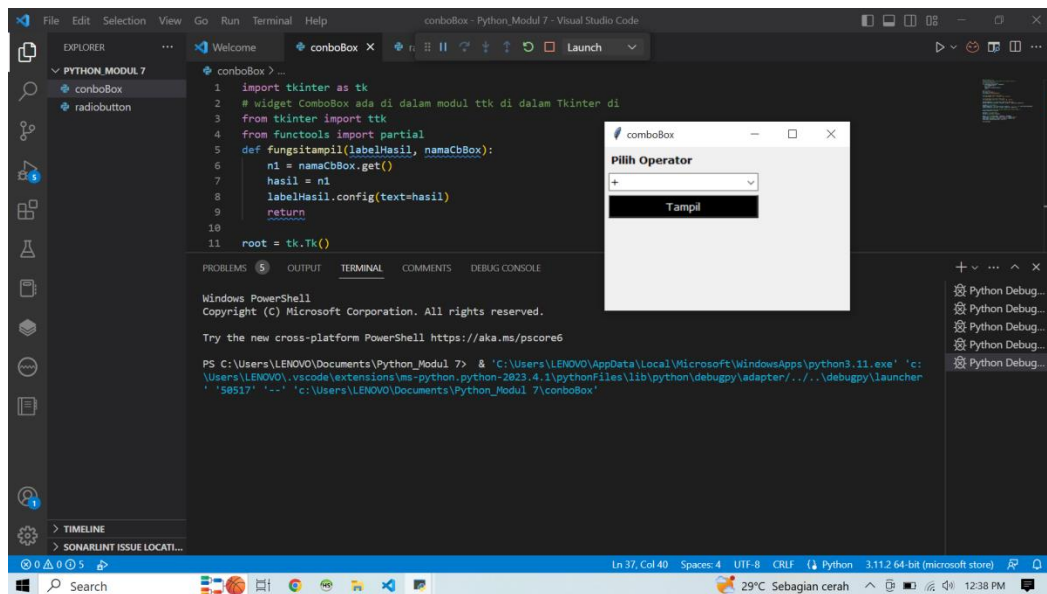 File Edit Selection View Go Run Terminal Help
conboBox - Python_Modul 7 - Visual Studio Code
EXPLORER
Welcome
conboBox
Launch
PYTHON_MODUL 7
conboBox
radiobutton
conboBox > ...
1 import tkinter as tk
2 # widget ComboBox ada di dalam modul ttk di dalam Tkinter di
3 from tkinter import ttk
4 from functools import partial
5 def fungsitampil(labelHasil, namaCbBox):
6 n1 = namaCbBox.get()
7 hasil = n1
8 labelHasil.config(text=hasil)
9 return
10
11 root = tk.Tk()
comboBox
Pilih Operator
+
Tampil
PROBLEMS 5 OUTPUT TERMINAL COMMENTS DEBUG CONSOLE
Windows PowerShell
Copyright (C) Microsoft Corporation. All rights reserved.
Try the new cross-platform PowerShell https://aka.ms/pscore6
PS C:\Users\LENOVO\Documents\Python_Modul 7> & 'C:\Users\LENOVO\AppData\Local\Microsoft\WindowsApps\python3.11.exe' 'c:
\Users\LENOVO\.vscode\extensions\ms-python.python-2023.4.1\pythonFiles\lib\python\debugpy\adapter/../..\debugpy\launcher
' '50517' '--' 'c:\Users\LENOVO\Documents\Python_Modul 7\conboBox'
Python Debug...
Python Debug...
Python Debug...
Python Debug...
Python Debug...
5
1
TIMELINE
SONARLINT ISSUE LOCATI...
0 0 5
Ln 37, Col 40 Spaces: 4 UTF-8 CRLF Python 3.11.2 64-bit (microsoft store)
Search
29°C Sebagian cerah
12:38 PM